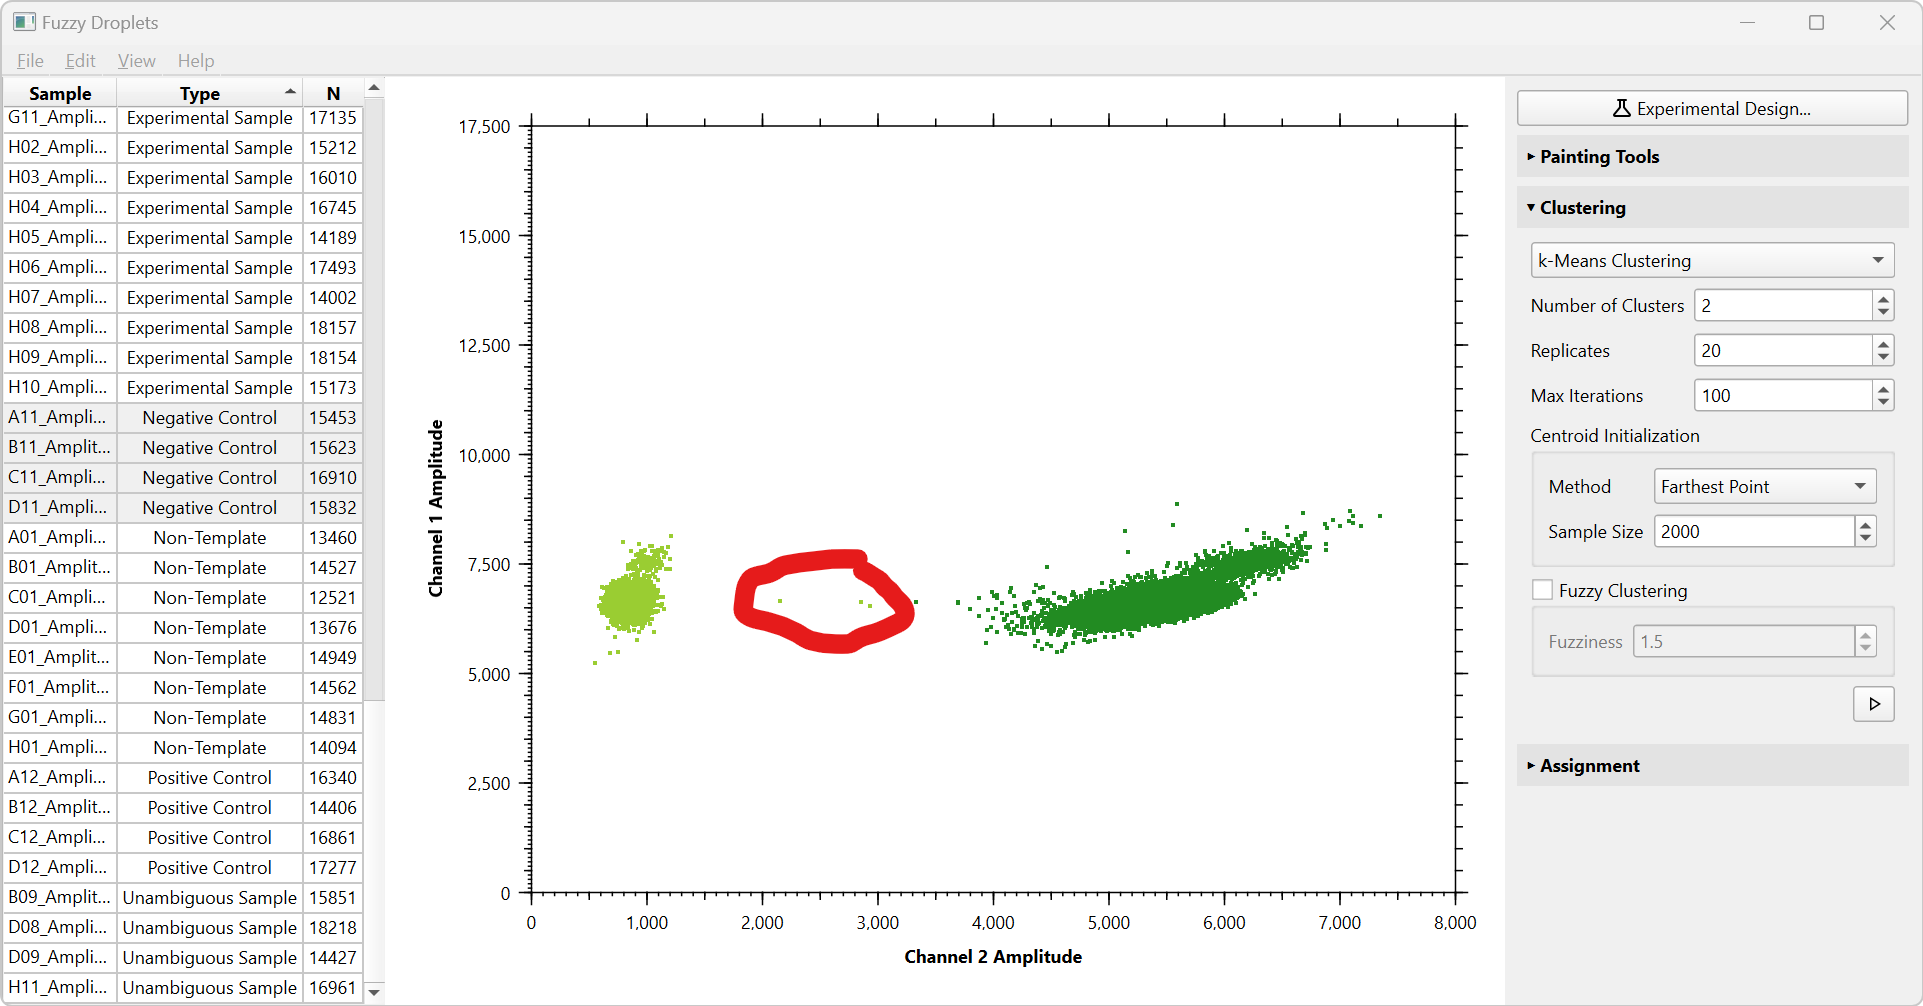 Fuzzy Droplets
File Edit View Help
Sample Type N
G11_Ampli... Experimental Sample 17135
H02_Ampli... Experimental Sample 15212
H03_Ampli... Experimental Sample 16010
H04_Ampli... Experimental Sample 16745
H05_Ampli... Experimental Sample 14189
H06_Ampli... Experimental Sample 17493
H07_Ampli... Experimental Sample 14002
H08_Ampli... Experimental Sample 18157
H09_Ampli... Experimental Sample 18154
H10_Ampli... Experimental Sample 15173
A11_Ampli... Negative Control 15453
B11_Amplit... Negative Control 15623
C11_Ampli... Negative Control 16910
D11_Ampli... Negative Control 15832
A01_Ampli... Non-Template 13460
B01_Ampli... Non-Template 14527
C01_Ampli... Non-Template 12521
D01_Ampli... Non-Template 13676
E01_Amplit... Non-Template 14949
F01_Amplit... Non-Template 14562
G01_Ampli... Non-Template 14831
H01_Ampli... Non-Template 14094
A12_Ampli... Positive Control 16340
B12_Amplit... Positive Control 14406
C12_Ampli... Positive Control 16861
D12_Ampli... Positive Control 17277
B09_Amplit... Unambiguous Sample 15851
D08_Ampli... Unambiguous Sample 18218
D09_Ampli... Unambiguous Sample 14427
H11_Ampli... Unambiguous Sample 16961
Channel 1 Amplitude
17,500
15,000
12,500
10,000
7,500
5,000
2,500
0
0 1,000 2,000 3,000 4,000 5,000 6,000 7,000 8,000
Channel 2 Amplitude
Experimental Design...
Painting Tools
Clustering
k-Means Clustering
Number of Clusters 2
Replicates 20
Max Iterations 100
Centroid Initialization
Method Farthest Point
Sample Size 2000
Fuzzy Clustering
Fuzziness 1.5
Assignment